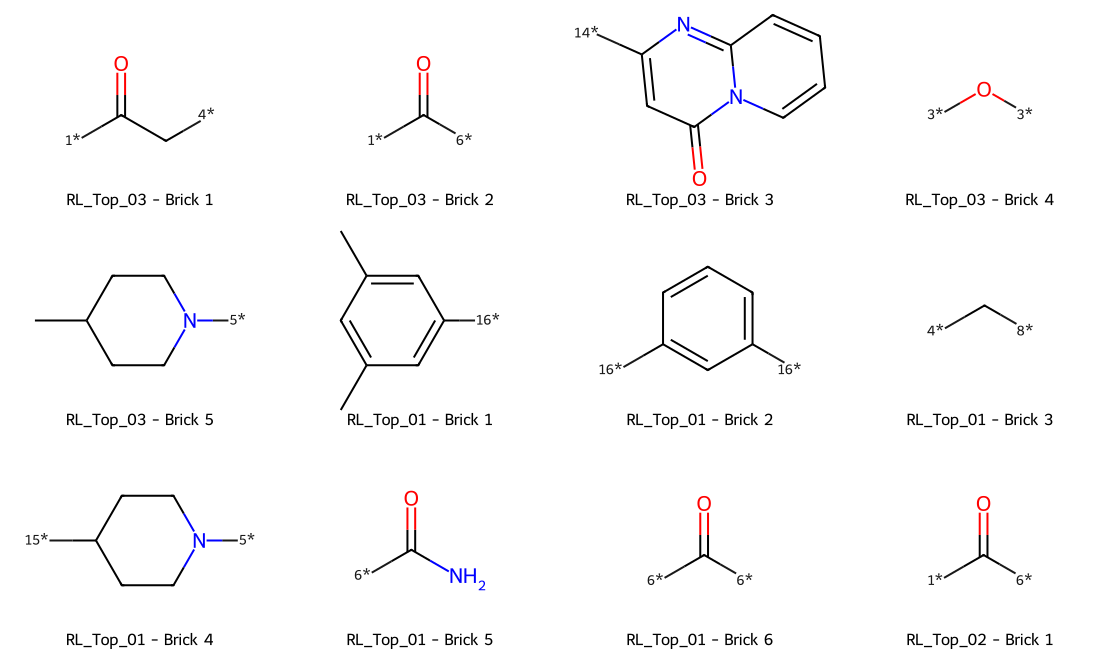 O O 14* N 4* N O 3* 3*
1* 1* 6* O
RL_Top_03 - Brick 1 RL_Top_03 - Brick 2 RL_Top_03 - Brick 3 RL_Top_03 - Brick 4
N 5* 16* 16* 16* 4* 8*
RL_Top_03 - Brick 5 RL_Top_01 - Brick 1 RL_Top_01 - Brick 2 RL_Top_01 - Brick 3
15* N 5* O 6* NH2 O 6* 6* O 1* 6*
RL_Top_01 - Brick 4 RL_Top_01 - Brick 5 RL_Top_01 - Brick 6 RL_Top_02 - Brick 1